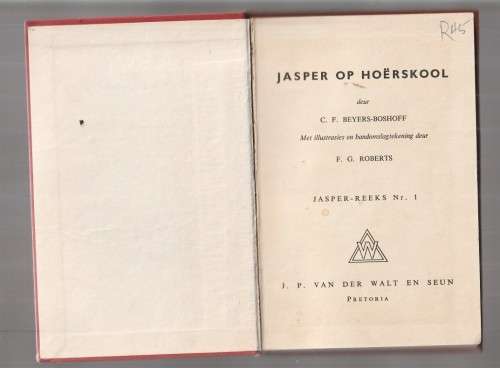 R45
JASPER OP HOËRSKOOL
deur
C. F. BEYERS-BOSHOFF
Met illustrasies en bandomslagtekening deur
F. G. ROBERTS
JASPER-REEKS Nr. 1
J. P. VAN DER WALT EN SEUN
PRETORIA